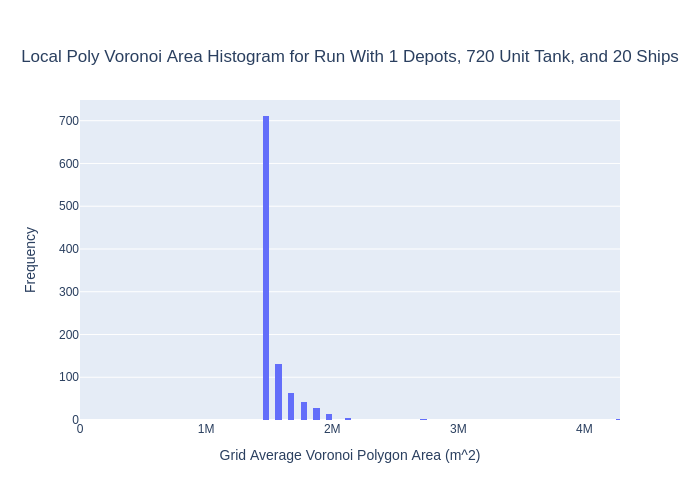 Local Poly Voronoi Area Histogram for Run With 1 Depots, 720 Unit Tank, and 20 Ships
700
600
500
400
300
200
100
0
Frequency
0 1M 2M 3M 4M
Grid Average Voronoi Polygon Area (m^2)